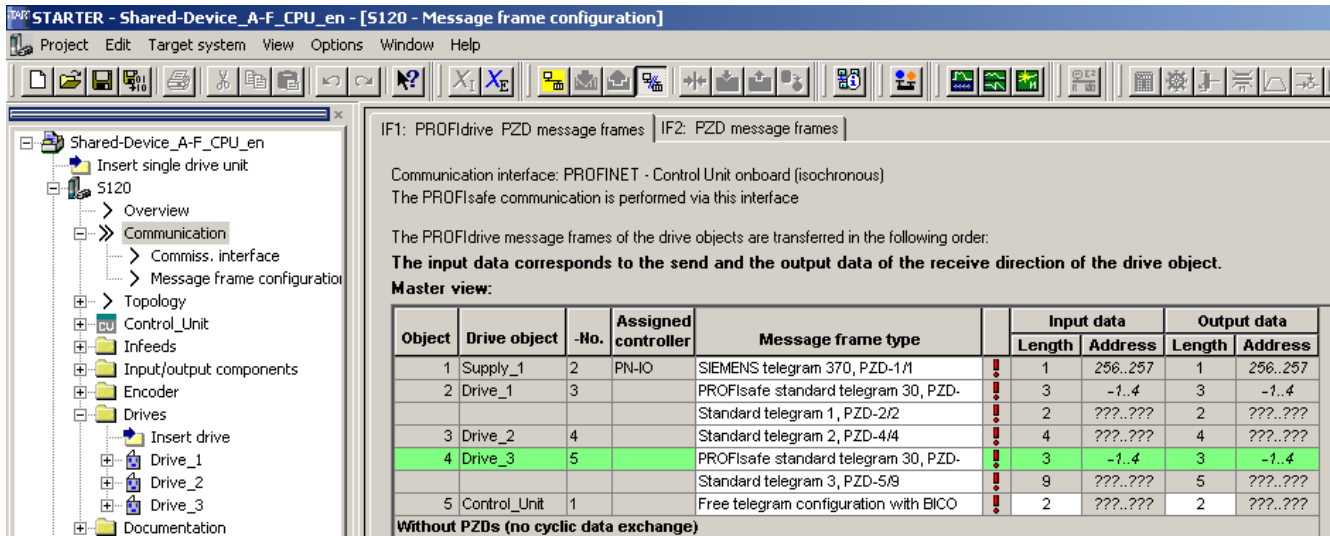 STARTER - Shared-Device_A-F_CPU_en - [S120 - Message frame configuration]
Project Edit Target system View Options Window Help
Shared-Device_A-F_CPU_en
Insert single drive unit
S120
Overview
Communication
Commiss. interface
Message frame configuration
Topology
Control_Unit
Infeeds
Input/output components
Encoder
Drives
Insert drive
Drive_1
Drive_2
Drive_3
Documentation
IF1: PROFIdrive PZD message frames IF2: PZD message frames
Communication interface: PROFINET - Control Unit onboard (isochronous)
The PROFIsafe communication is performed via this interface
The PROFIdrive message frames of the drive objects are transferred in the following order:
The input data corresponds to the send and the output data of the receive direction of the drive object.
Master view:
Object Drive object -No. Assigned controller Message frame type Input data Output data
Length Address Length Address
1 Supply_1 2 PN-IO SIEMENS telegram 370, PZD-1/1 ! 1 256..257 1 256..257
2 Drive_1 3 PROFIsafe standard telegram 30, PZD- ! 3 -1..4 3 -1..4
Standard telegram 1, PZD-2/2 ! 2 ???..??? 2 ???..???
3 Drive_2 4 Standard telegram 2, PZD-4/4 ! 4 ???..??? 4 ???..???
4 Drive_3 5 PROFIsafe standard telegram 30, PZD- ! 3 -1..4 3 -1..4
Standard telegram 3, PZD-5/9 ! 9 ???..??? 5 ???..???
5 Control_Unit 1 Free telegram configuration with BICO ! 2 ???..??? 2 ???..???
Without PZDs (no cyclic data exchange)